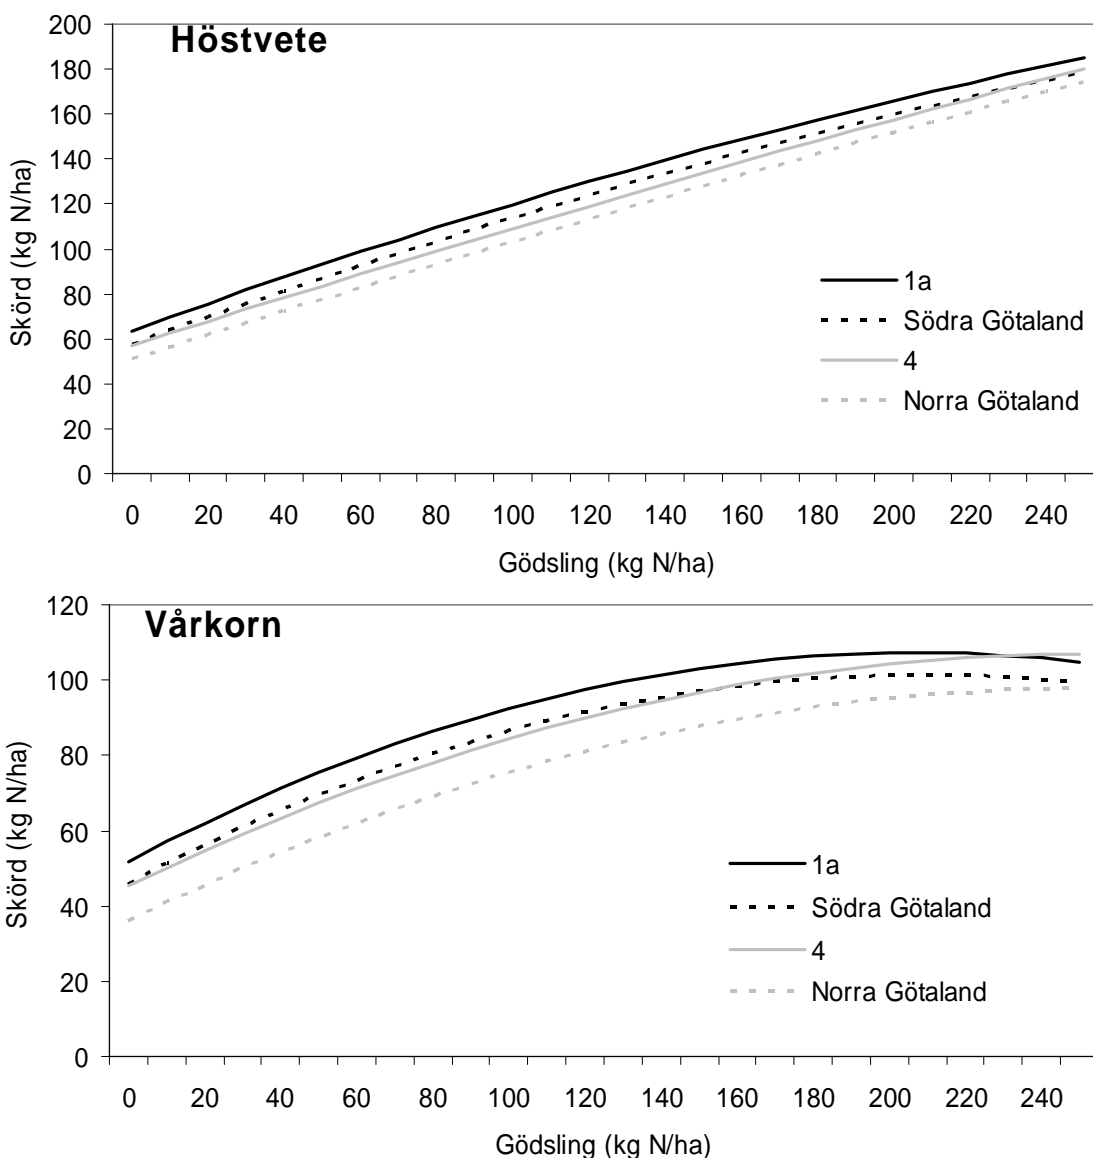 Höstvete
200
180
160
140
120
100
80
60
40
20
0
Skörd (kg N/ha)
1a
Södra Götaland
4
Norra Götaland
0 20 40 60 80 100 120 140 160 180 200 220 240
Gödsling (kg N/ha)
Vårkorn
120
100
80
60
40
20
0
Skörd (kg N/ha)
1a
Södra Götaland
4
Norra Götaland
0 20 40 60 80 100 120 140 160 180 200 220 240
Gödsling (kg N/ha)